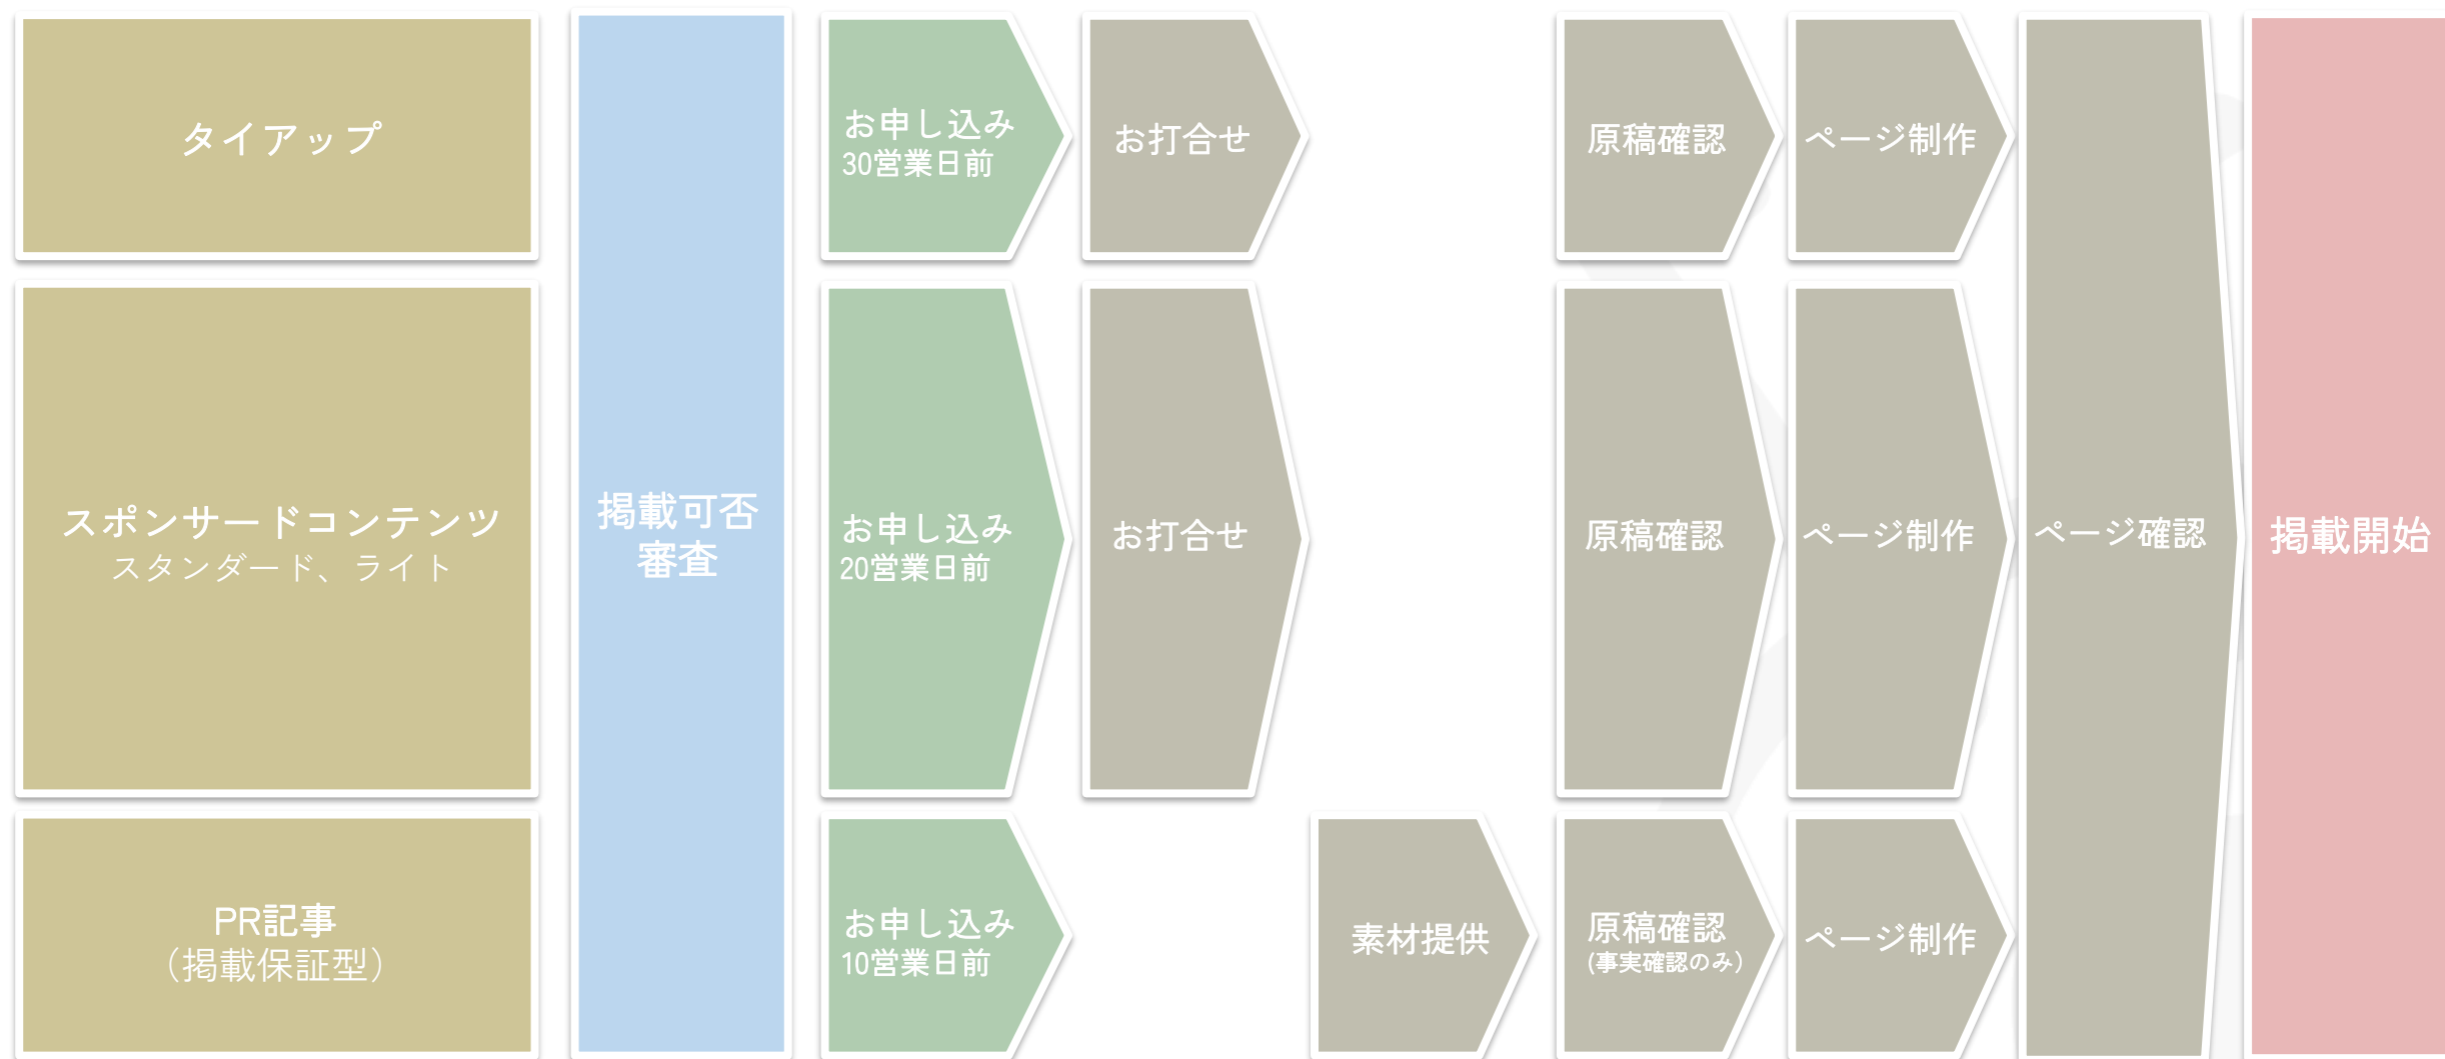 タイアップ
お申し込み
30営業日前
お打合せ
原稿確認
ページ制作
スポンサードコンテンツ
スタンダード、ライト
掲載可否
審査
お申し込み
20営業日前
お打合せ
原稿確認
ページ制作
ページ確認
掲載開始
PR記事
（掲載保証型）
お申し込み
10営業日前
素材提供
原稿確認
(事実確認のみ）
ページ制作